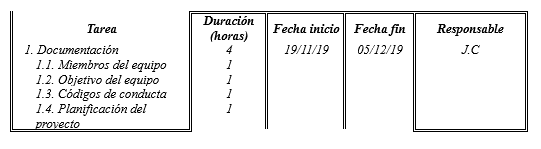 Tarea Duración (horas) Fecha inicio Fecha fin Responsable
1. Documentación 4 19/11/19 05/12/19 J.C
1.1. Miembros del equipo 1
1.2. Objetivo del equipo 1
1.3. Códigos de conducta 1
1.4. Planificación del 1
proyecto